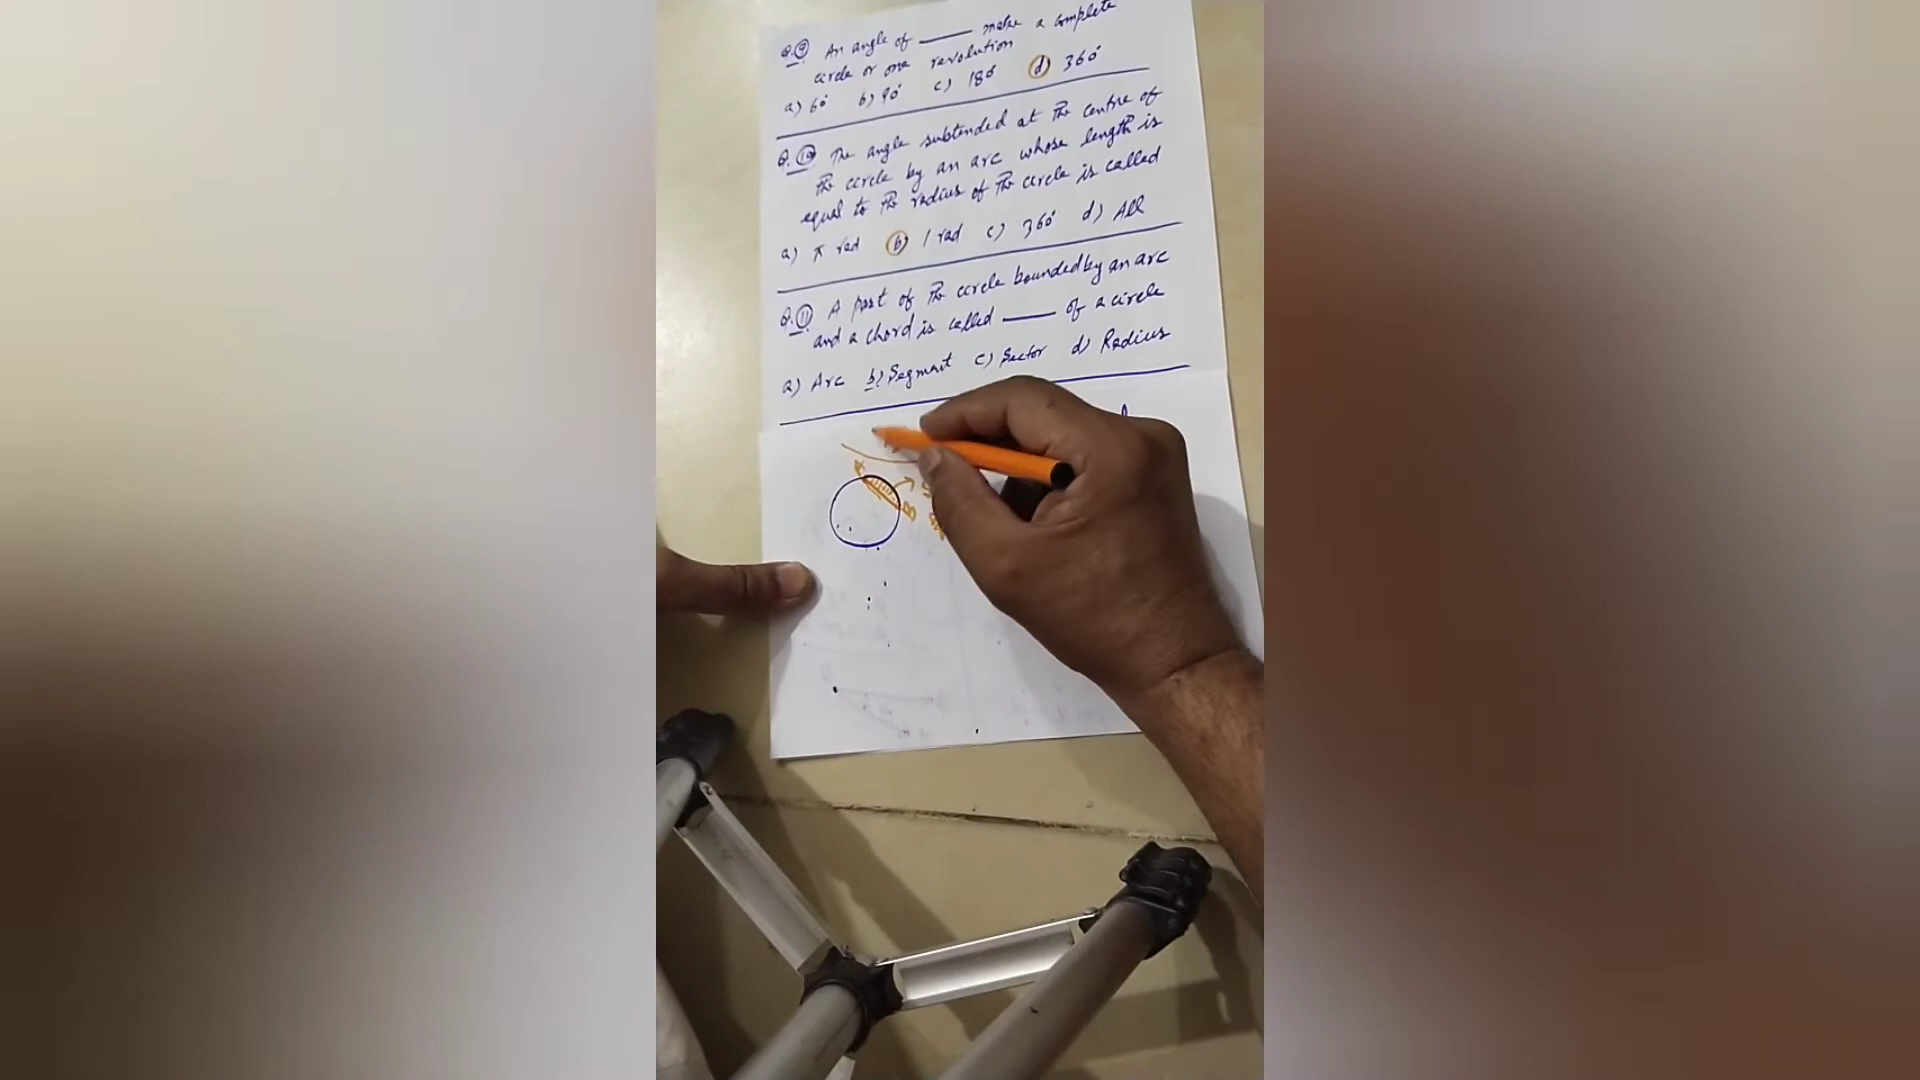 Q.9 An angle of ____ make a complete
circle or one revolution
a) 60° b) 90° c) 180° d) 360°
Q.10 The angle subtended at the centre of
the circle by an arc whose length is
equal to the radius of the circle is called
a) π rad b) 1 rad c) 360° d) All
Q.11 A part of the circle bounded by an arc
and a chord is called ____ of a circle
a) Arc b) Segment c) Sector d) Radius
A
B